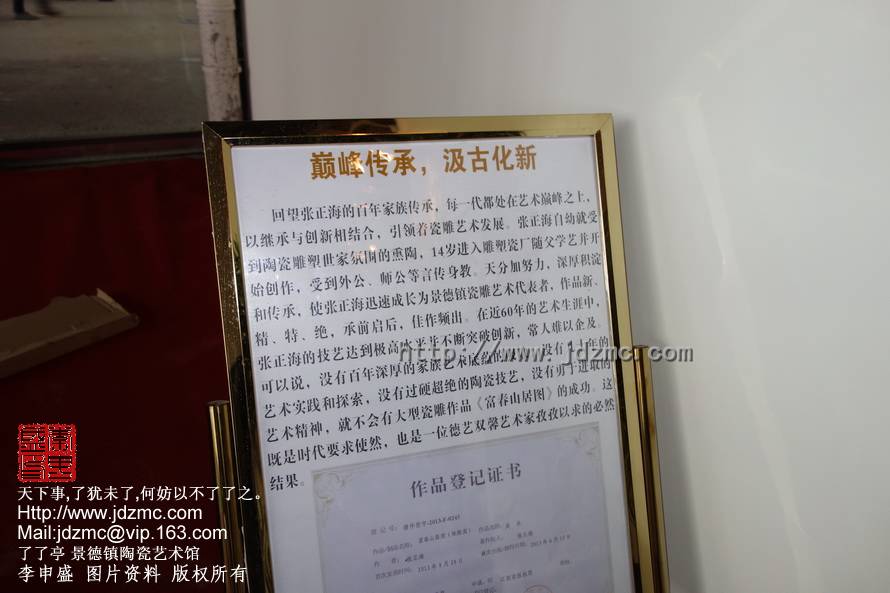 巅峰传承，汲古化新
回望张正海的百年家族传承，每一代都处在艺术巅峰之上，
以继承与创新相结合，引领着瓷雕艺术发展。张正海自幼就受
到陶瓷雕塑世家氛围的熏陶，14岁进入雕塑瓷厂随父学艺并开
始创作，受到外公、师公等言传身教。天分加努力，深厚积淀
和传承，使张正海迅速成长为景德镇瓷雕艺术代表者，作品新、
精、特、绝，承前启后，佳作频出。在近60年的艺术生涯中，
张正海的技艺达到极高水平并不断突破创新，常人难以企及。
可以说，没有百年深厚的家族艺术底蕴的 没有 年的
艺术实践和探索，没有过硬超绝的陶瓷技艺，没有勇于进取的
艺术精神，就不会有大型瓷雕作品《富春山居图》的成功。这
既是时代要求使然，也是一位德艺双馨艺术家孜孜以求的必然
结果。
作品登记证书
http://www.jdzmc.com
天下事,了犹未了,何妨以不了了之。
Http://www.jdzmc.com
Mail:jdzmc@vip.163.com
了了亭 景德镇陶瓷艺术馆
李申盛 图片资料 版权所有